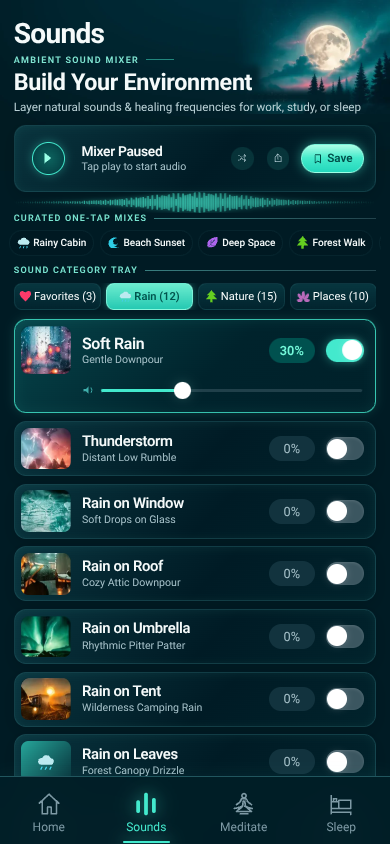 Sounds
AMBIENT SOUND MIXER
Build Your Environment
Layer natural sounds & healing frequencies for work, study, or sleep
Mixer Paused
Tap play to start audio
Save
CURATED ONE-TAP MIXES
Rainy Cabin
Beach Sunset
Deep Space
Forest Walk
SOUND CATEGORY TRAY
Favorites (3)
Rain (12)
Nature (15)
Places (10)
Soft Rain
Gentle Downpour
30%
Thunderstorm
Distant Low Rumble
0%
Rain on Window
Soft Drops on Glass
0%
Rain on Roof
Cozy Attic Downpour
0%
Rain on Umbrella
Rhythmic Pitter Patter
0%
Rain on Tent
Wilderness Camping Rain
0%
Rain on Leaves
Forest Canopy Drizzle
0%
Home
Sounds
Meditate
Sleep